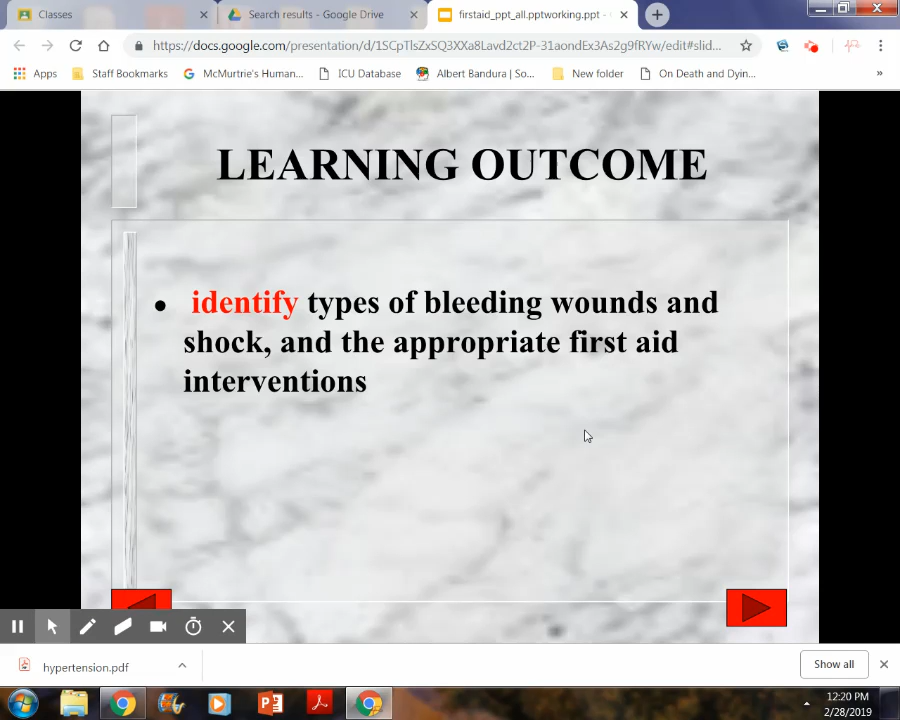 Classes
Search results - Google Drive
firstaid_ppt_all.pptworking.ppt -
https://docs.google.com/presentation/d/1SCpTlsZxSQ3XXa8Lavd2ct2P-31aondEx3As2g9fRYw/edit#slid...
Apps
Staff Bookmarks
McMurtrie's Human...
ICU Database
Albert Bandura | So...
New folder
On Death and Dyin...
»
LEARNING OUTCOME
• identify types of bleeding wounds and
shock, and the appropriate first aid
interventions
hypertension.pdf
Show all
12:20 PM
2/28/2019